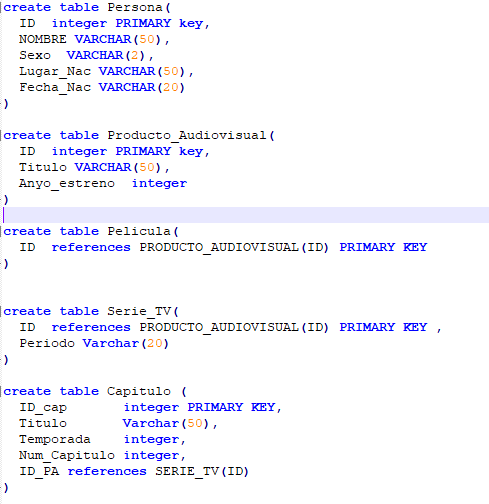 create table Persona(
ID integer PRIMARY key,
NOMBRE VARCHAR(50),
Sexo VARCHAR(2),
Lugar_Nac VARCHAR(50),
Fecha_Nac VARCHAR(20)
)
create table Producto_Audiovisual(
ID integer PRIMARY key,
Titulo VARCHAR(50),
Anyo_estreno integer
)
create table Pelicula(
ID references PRODUCTO_AUDIOVISUAL(ID) PRIMARY KEY
)
create table Serie_TV(
ID references PRODUCTO_AUDIOVISUAL(ID) PRIMARY KEY ,
Periodo Varchar(20)
)
create table Capitulo (
ID_cap integer PRIMARY KEY,
Titulo Varchar(50),
Temporada integer,
Num_Capitulo integer,
ID_PA references SERIE_TV(ID)
)